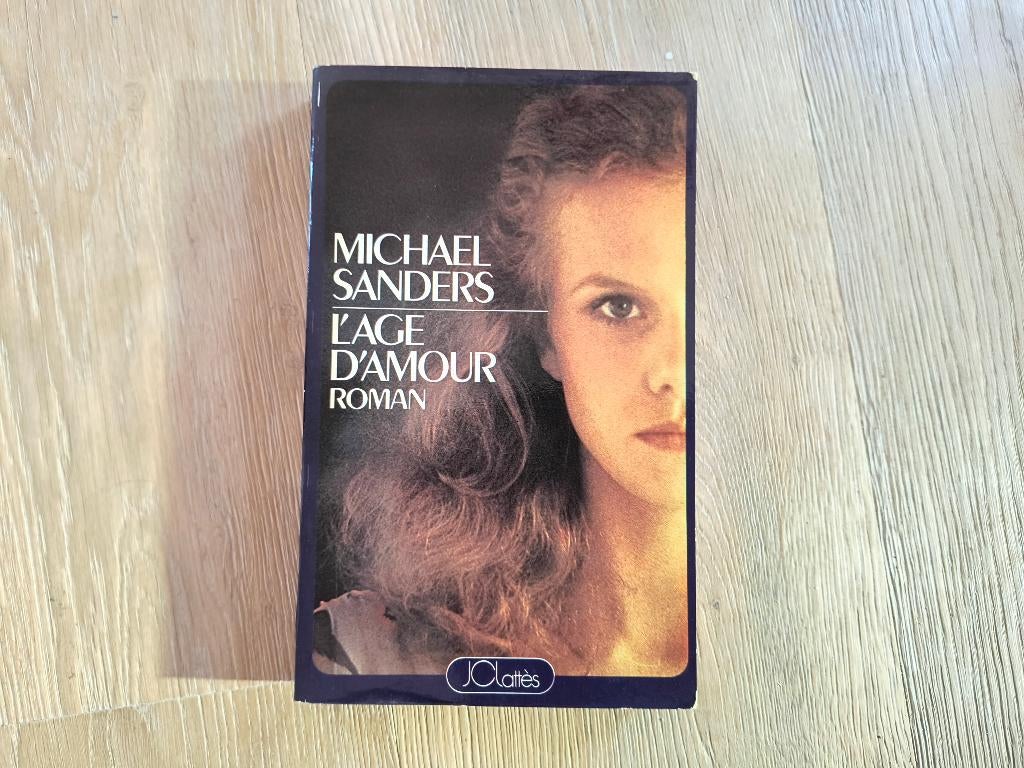 MICHAEL
SANDERS
L'AGE
D'AMOUR
ROMAN
JClattès